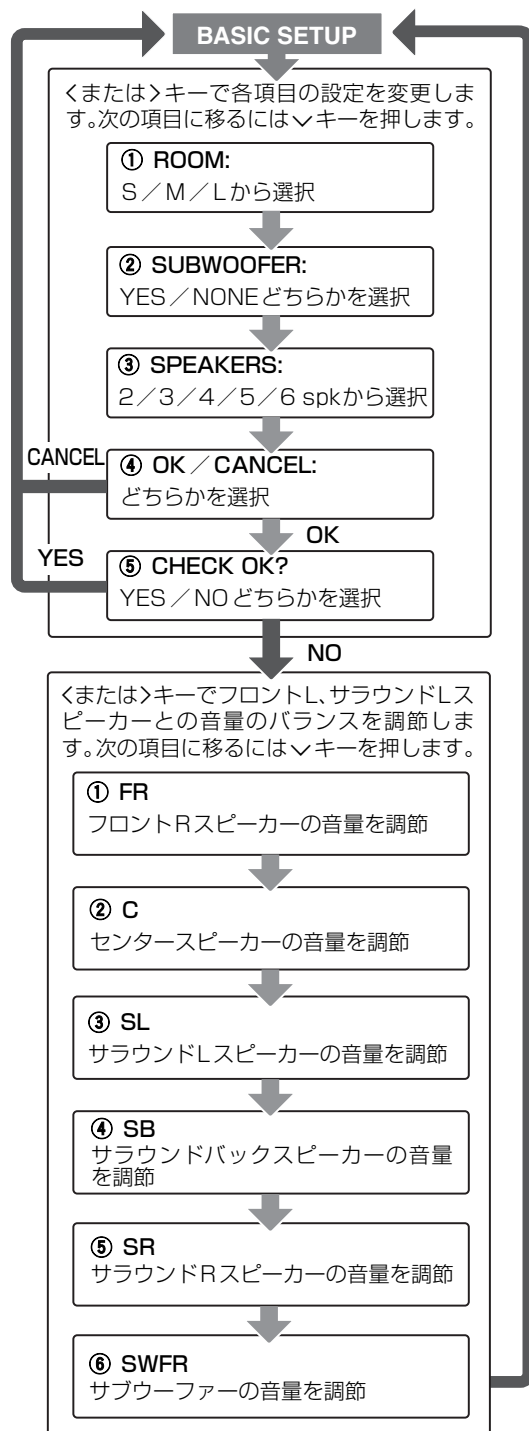 BASIC SETUP
くまたは>キーで各項目の設定を変更しま
す。次の項目に移るには∨キーを押します。
① ROOM:
S／M／Lから選択
② SUBWOOFER:
YES／NONEどちらかを選択
③ SPEAKERS:
2／3／4／5／6 spkから選択
CANCEL
④ OK／CANCEL:
どちらかを選択
OK
YES
⑤ CHECK OK?
YES／NOどちらかを選択
NO
くまたは>キーでフロントL、サラウンドLス
ピーカーとの音量のバランスを調節しま
す。次の項目に移るには∨キーを押します。
① FR
フロントRスピーカーの音量を調節
② C
センタースピーカーの音量を調節
③ SL
サラウンドLスピーカーの音量を調節
④ SB
サラウンドバックスピーカーの音量
を調節
⑤ SR
サラウンドRスピーカーの音量を調節
⑥ SWFR
サブウーファーの音量を調節